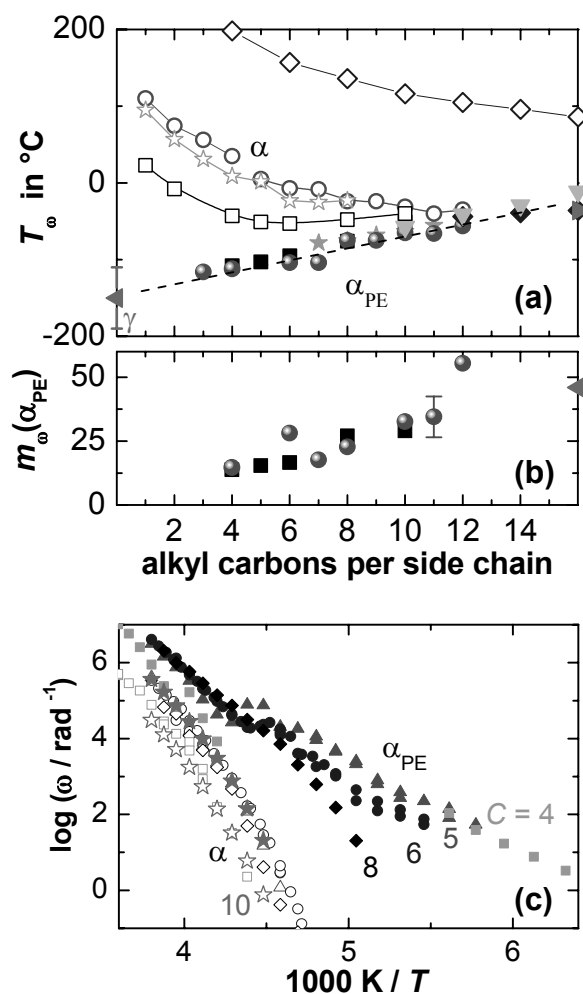 200
0
-200
T_ω in °C
α
α_PE
γ
(a)
50
25
0
m_ω(α_PE)
(b)
2 4 6 8 10 12 14
alkyl carbons per side chain
6
4
2
0
log (ω / rad ⁻¹)
α_PE
C = 4
5
6
8
α
10
(c)
4 5 6
1000 K / T